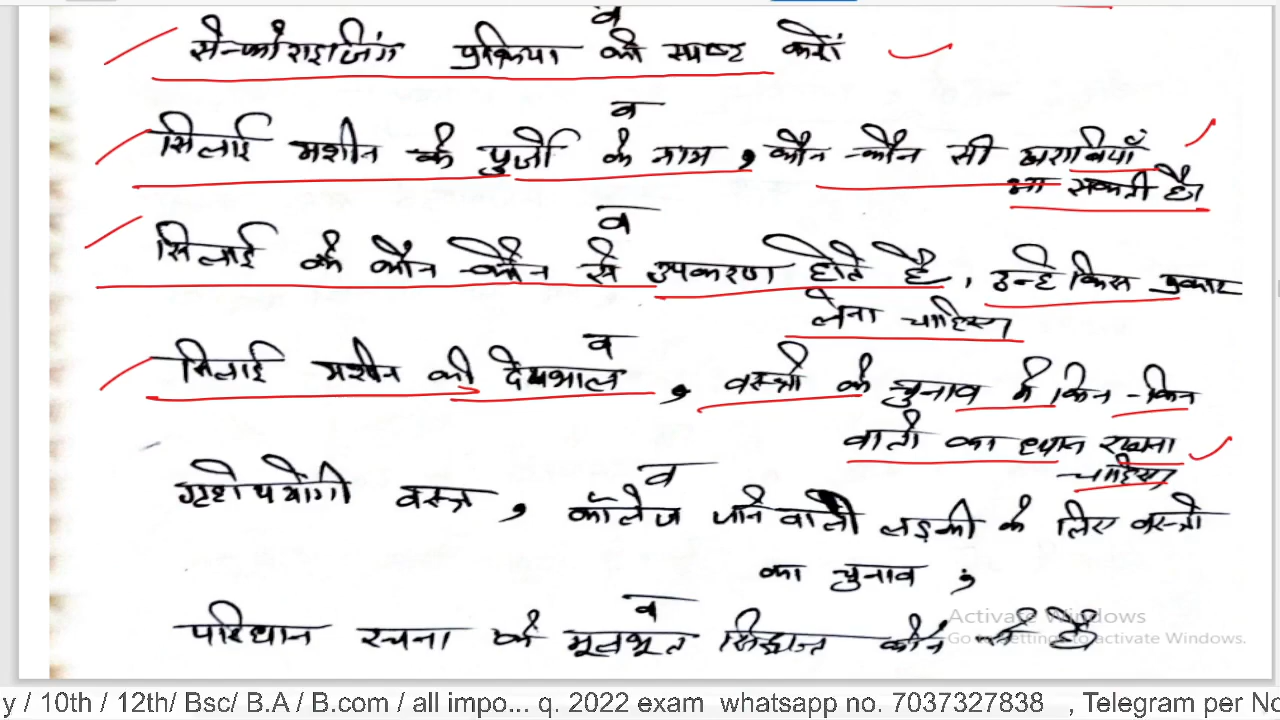 व
सेन्फोराइजिंग प्रक्रिया को स्पष्ट करों
व
सिलाई मशीन के पुर्जो के नाम , कौन-कौन सी खराबियाँ
आ सकती है।
व
सिलाई के कौन-कौन से उपकरण होते है , उन्हे किस प्रकार
लेना चाहिए
व
सिलाई मशीन की देखभाल , वस्त्रो के चुनाव मे किन-किन
बातो का ध्यान रखना
चाहिए
व
गृहोपयोगी वस्त्र , कॉलेज जाने वाली लड़की के लिए वस्त्रो
का चुनाव ,
व
परिधान रचना के मूलभूत सिद्धान्त कौन से है
Activate Windows
Go to Settings to activate Windows.
y / 10th / 12th/ Bsc/ B.A / B.com / all impo... q. 2022 exam whatsapp no. 7037327838 , Telegram per No